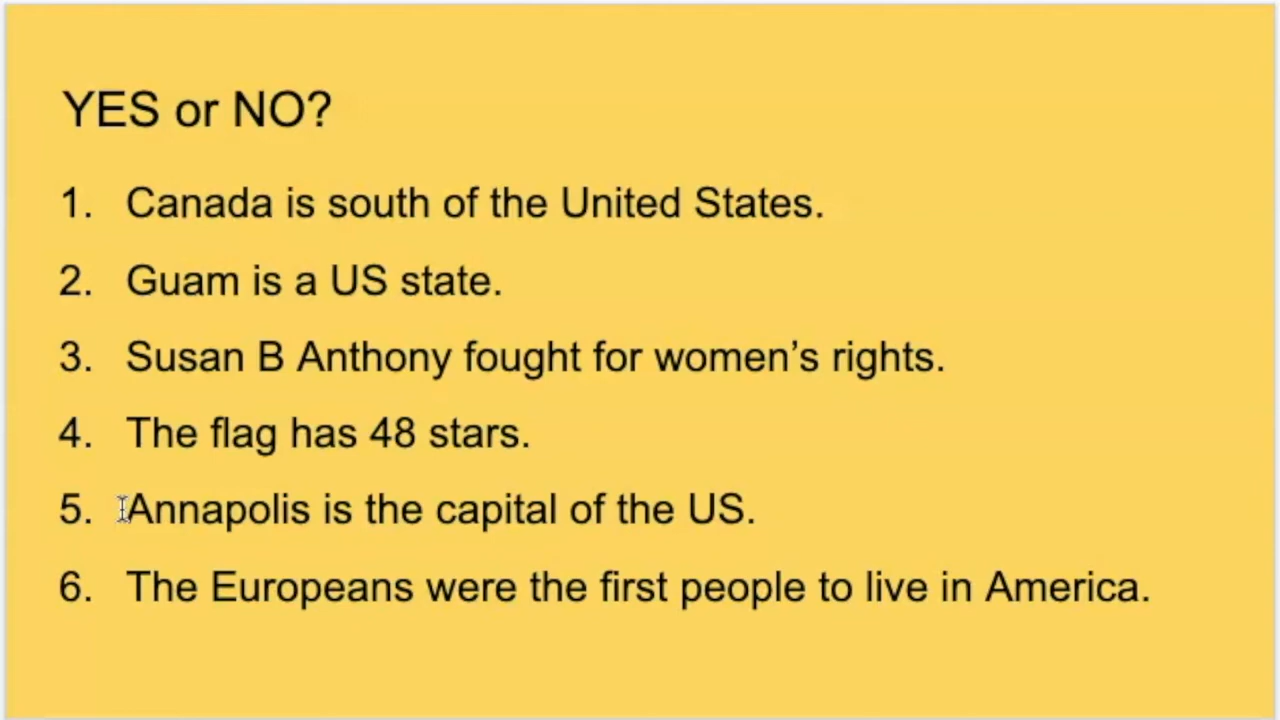 YES or NO?
1. Canada is south of the United States.
2. Guam is a US state.
3. Susan B Anthony fought for women’s rights.
4. The flag has 48 stars.
5. Annapolis is the capital of the US.
6. The Europeans were the first people to live in America.